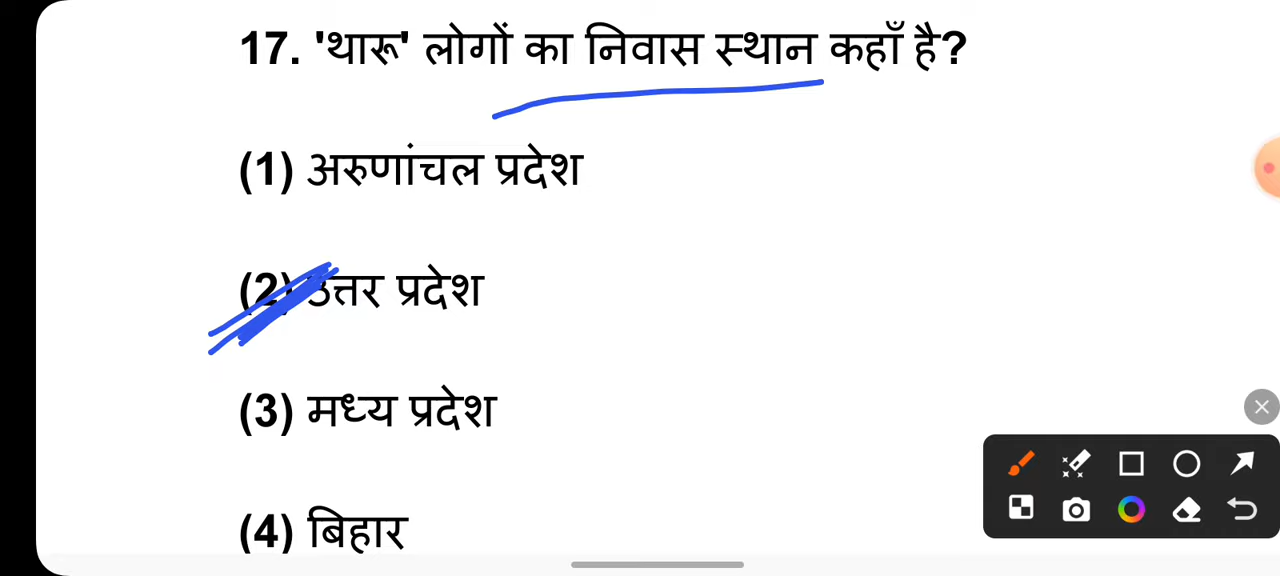 17. 'थारू' लोगों का निवास स्थान कहाँ है?
(1) अरुणांचल प्रदेश
(2) उत्तर प्रदेश
(3) मध्य प्रदेश
(4) बिहार